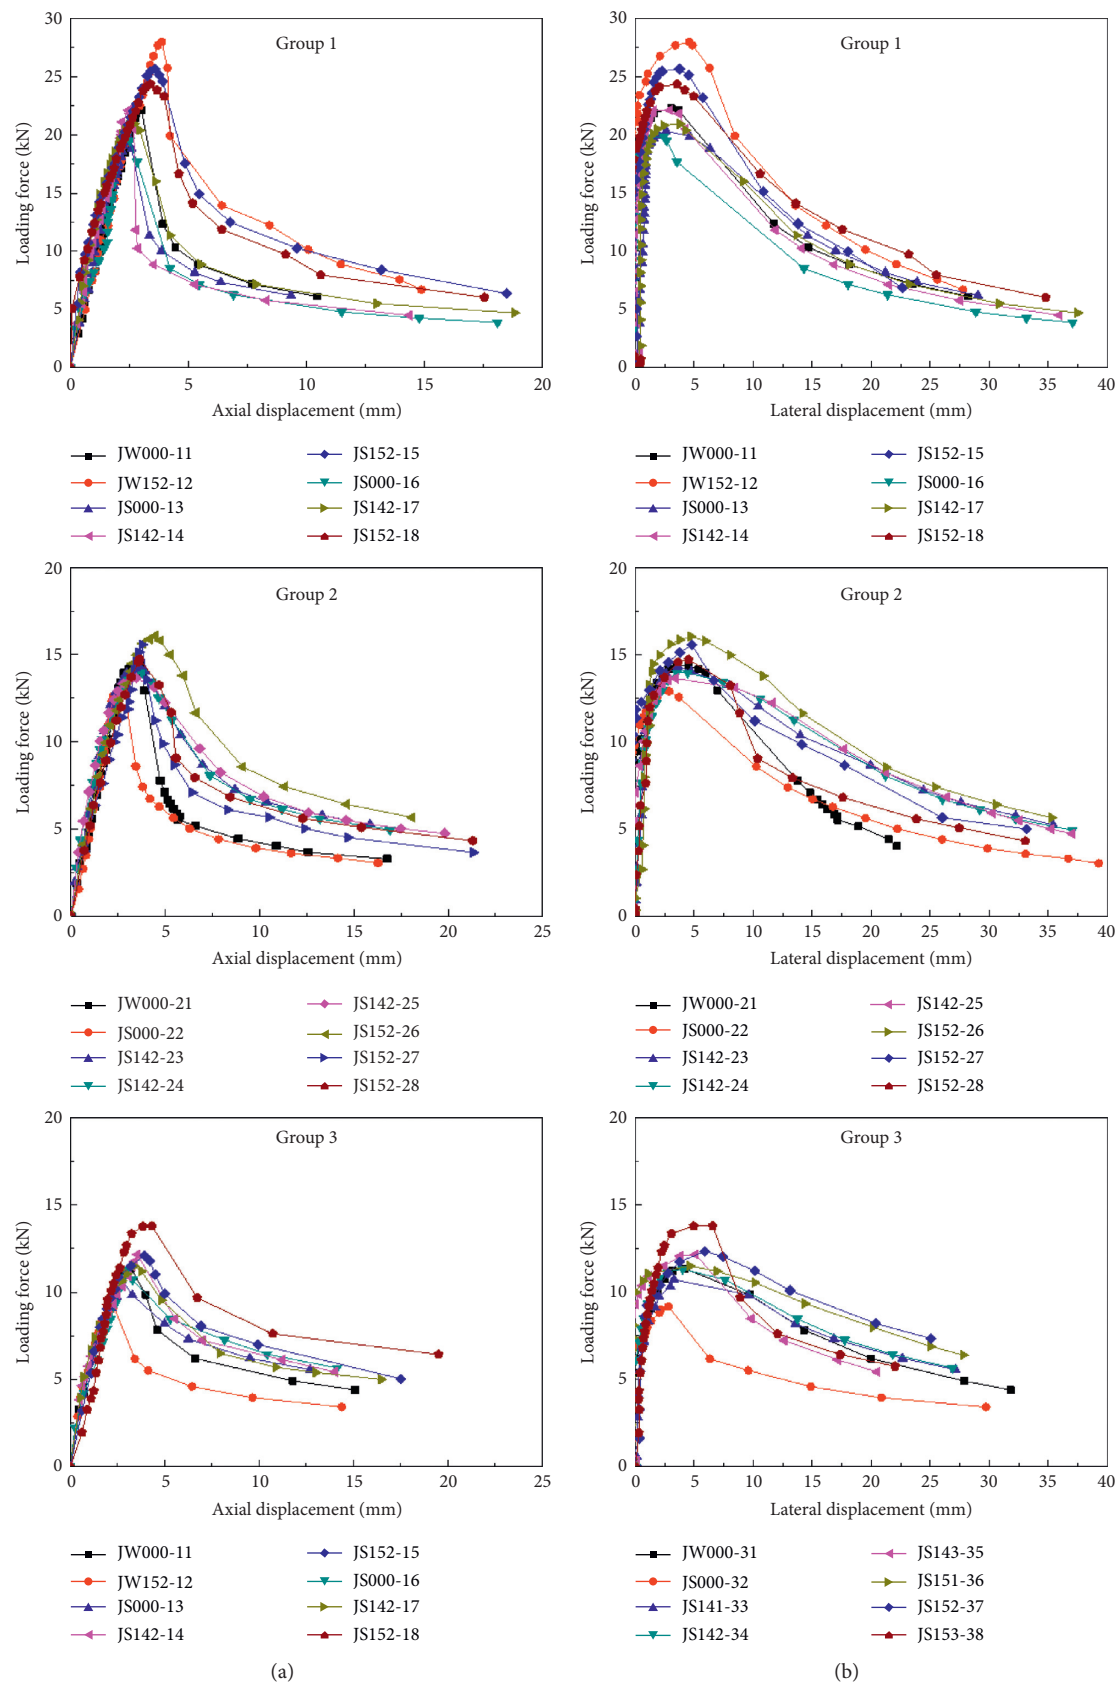 Group 1
Loading force (kN)
30
25
20
15
10
5
0
0 5 10 15 20
Axial displacement (mm)
JW000-11 JS152-15
JW152-12 JS000-16
JS000-13 JS142-17
JS142-14 JS152-18
Group 1
Loading force (kN)
30
25
20
15
10
5
0
0 5 10 15 20 25 30 35 40
Lateral displacement (mm)
JW000-11 JS152-15
JW152-12 JS000-16
JS000-13 JS142-17
JS142-14 JS152-18
Group 2
Loading force (kN)
20
15
10
5
0
0 5 10 15 20 25
Axial displacement (mm)
JW000-21 JS142-25
JS000-22 JS152-26
JS142-23 JS152-27
JS142-24 JS152-28
Group 2
Loading force (kN)
20
15
10
5
0
0 5 10 15 20 25 30 35 40
Lateral displacement (mm)
JW000-21 JS142-25
JS000-22 JS152-26
JS142-23 JS152-27
JS142-24 JS152-28
Group 3
Loading force (kN)
20
15
10
5
0
0 5 10 15 20 25
Axial displacement (mm)
JW000-11 JS152-15
JW152-12 JS000-16
JS000-13 JS142-17
JS142-14 JS152-18
(a)
Group 3
Loading force (kN)
20
15
10
5
0
0 5 10 15 20 25 30 35 40
Lateral displacement (mm)
JW000-31 JS143-35
JS000-32 JS151-36
JS141-33 JS152-37
JS142-34 JS153-38
(b)